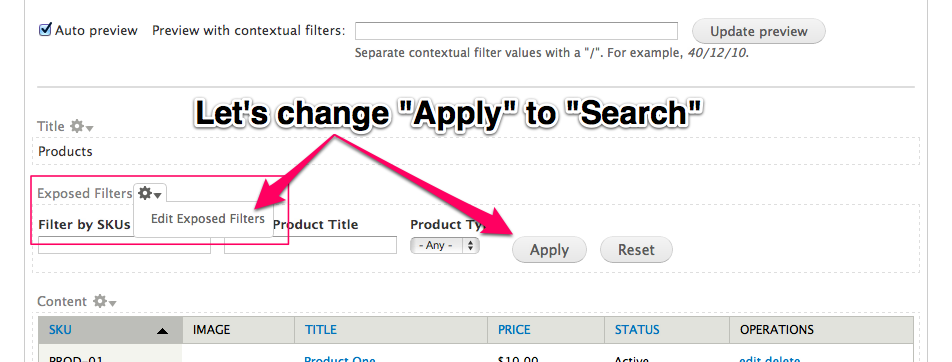 Auto preview Preview with contextual filters: Update preview
Separate contextual filter values with a "/". For example, 40/12/10.
Let's change "Apply" to "Search"
Title
Products
Exposed Filters
Edit Exposed Filters
Filter by SKUs Product Title Product Ty
- Any - Apply Reset
Content
SKU IMAGE TITLE PRICE STATUS OPERATIONS
PROD-01 Product One $10.00 Active edit delete